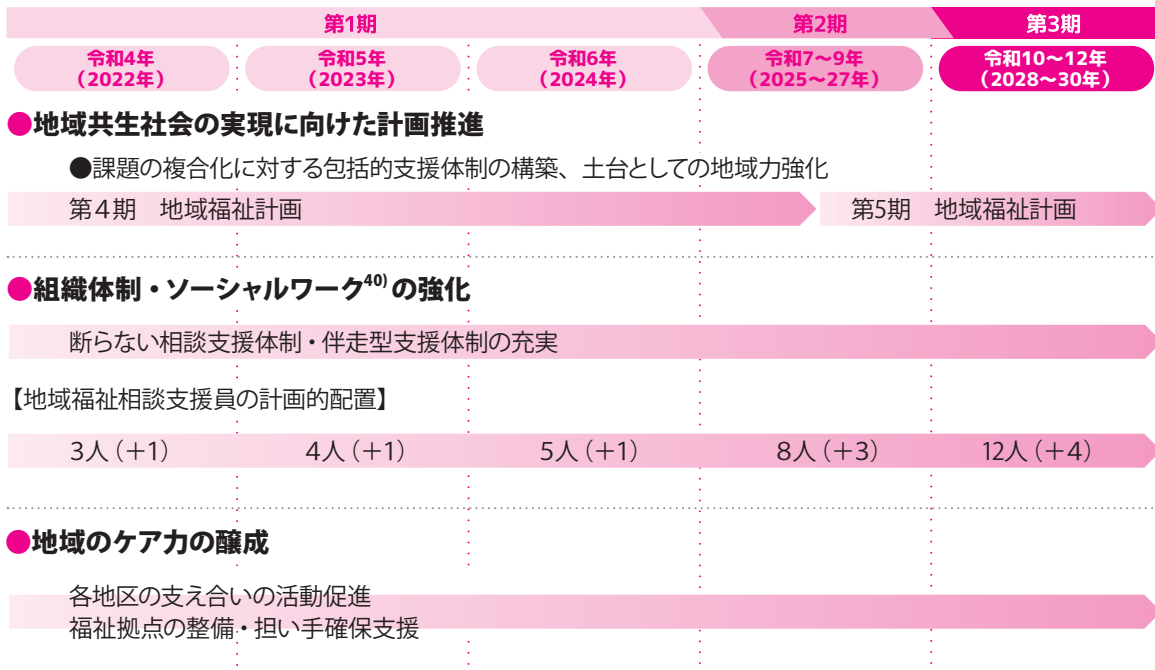 第1期 第2期 第3期
令和4年 令和5年 令和6年 令和7〜9年 令和10〜12年
（2022年） （2023年） （2024年） （2025〜27年） （2028〜30年）
●地域共生社会の実現に向けた計画推進
●課題の複合化に対する包括的支援体制の構築、土台としての地域力強化
第４期　地域福祉計画 第5期　地域福祉計画
●組織体制・ソーシャルワーク40)の強化
断らない相談支援体制・伴走型支援体制の充実
【地域福祉相談支援員の計画的配置】
3人（＋1） 4人（＋1） 5人（＋1） 8人（＋3） 12人（＋4）
●地域のケア力の醸成
各地区の支え合いの活動促進
福祉拠点の整備・担い手確保支援